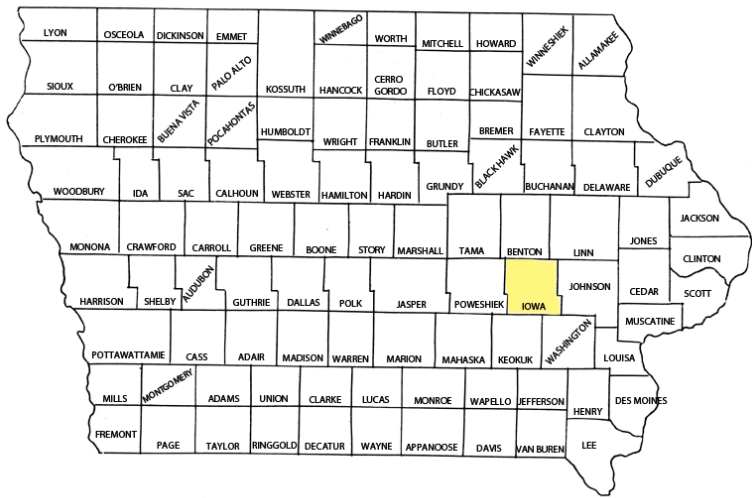 LYON OSCEOLA DICKINSON EMMET WINNEBAGO WORTH MITCHELL HOWARD WINNESHIEK ALLAMAKEE
SIOUX O'BRIEN CLAY PALO ALTO KOSSUTH HANCOCK CERRO GORDO FLOYD CHICKASAW
PLYMOUTH CHEROKEE BUENA VISTA POCAHONTAS HUMBOLDT WRIGHT FRANKLIN BUTLER BREMER FAYETTE CLAYTON
WOODBURY IDA SAC CALHOUN WEBSTER HAMILTON HARDIN GRUNDY BLACK HAWK BUCHANAN DELAWARE DUBUQUE
MONONA CRAWFORD CARROLL GREENE BOONE STORY MARSHALL TAMA BENTON LINN JONES JACKSON
CLINTON
HARRISON SHELBY AUDUBON GUTHRIE DALLAS POLK JASPER POWESHIEK IOWA JOHNSON CEDAR SCOTT
MUSCATINE
POTTAWATTAMIE CASS ADAIR MADISON WARREN MARION MAHASKA KEOKUK WASHINGTON LOUISA
MILLS MONTGOMERY ADAMS UNION CLARKE LUCAS MONROE WAPELLO JEFFERSON HENRY DES MOINES
FREMONT PAGE TAYLOR RINGGOLD DECATUR WAYNE APPANOOSE DAVIS VAN BUREN LEE